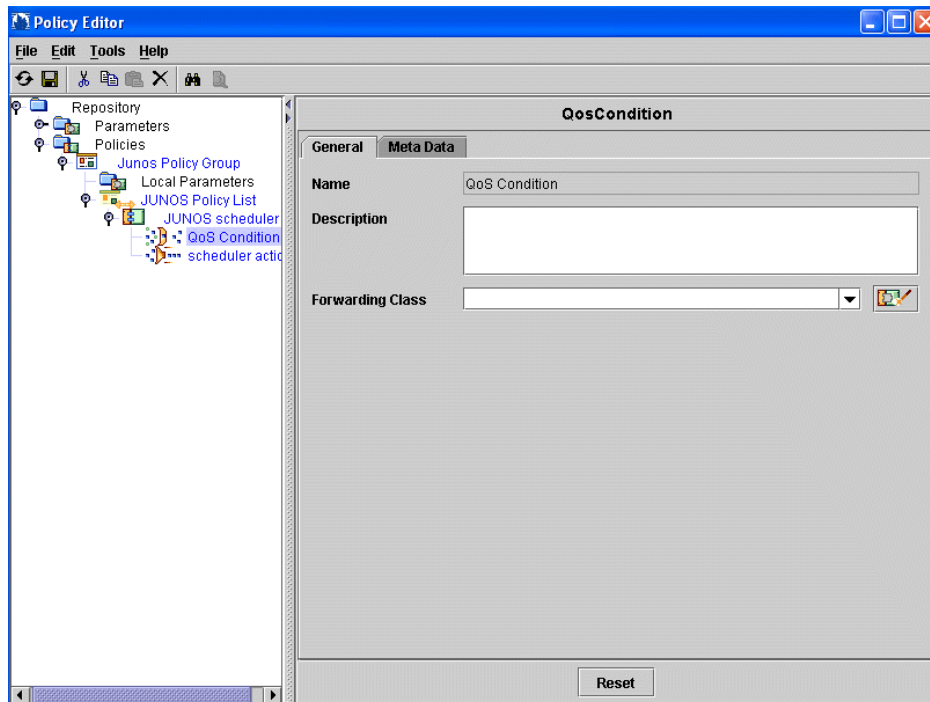 Policy Editor
File Edit Tools Help
Repository
Parameters
Policies
Junos Policy Group
Local Parameters
JUNOS Policy List
JUNOS scheduler
QoS Condition
scheduler actio
QosCondition
General Meta Data
Name QoS Condition
Description
Forwarding Class
Reset